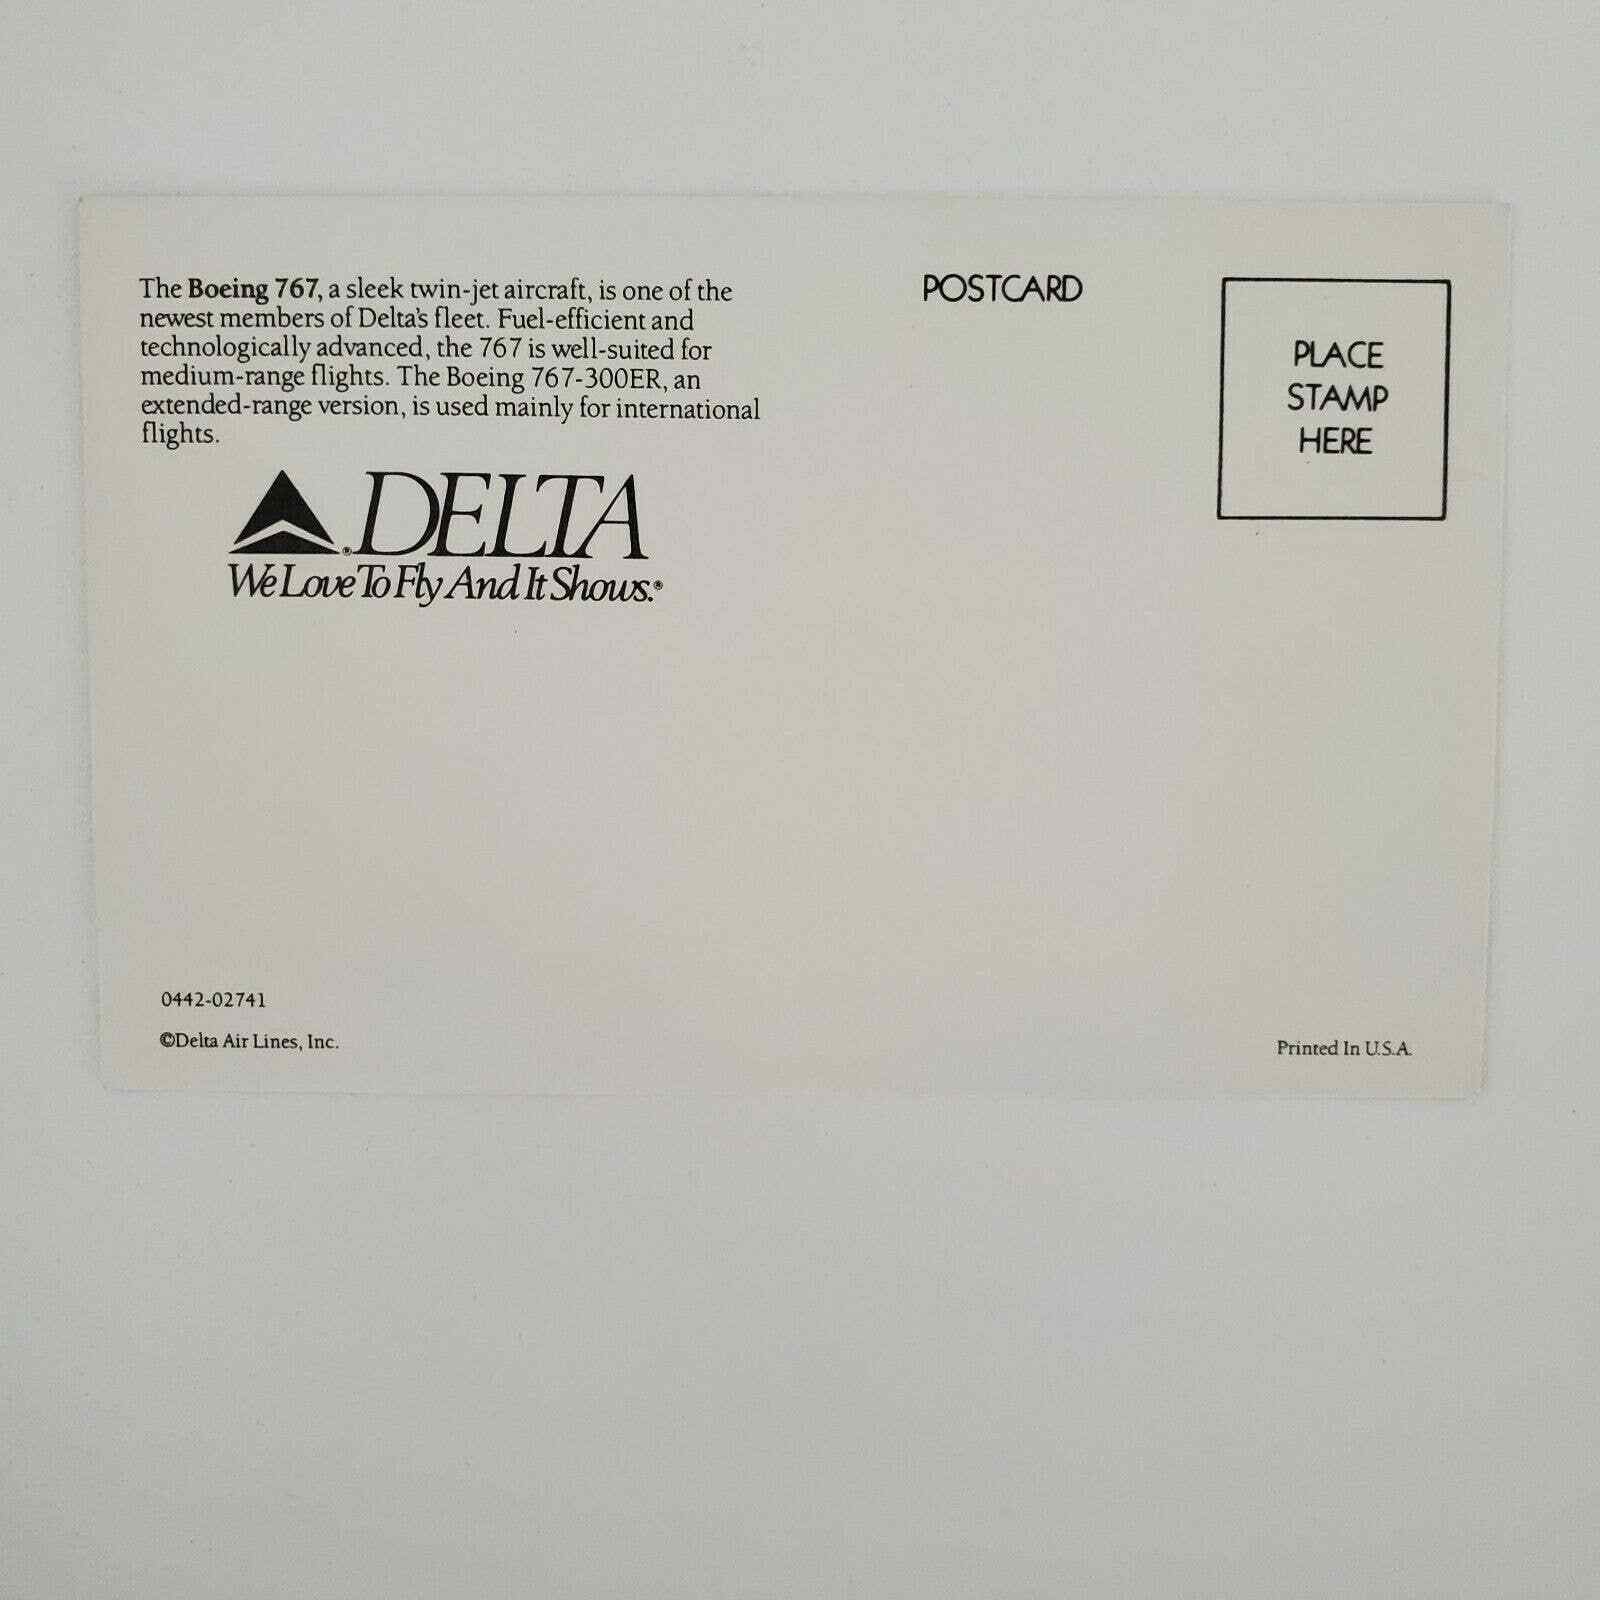 The Boeing 767, a sleek twin-jet aircraft, is one of the
newest members of Delta's fleet. Fuel-efficient and
technologically advanced, the 767 is well-suited for
medium-range flights. The Boeing 767-300ER, an
extended-range version, is used mainly for international
flights.
DELTA
We Love To Fly And It Shows.®
POSTCARD
PLACE
STAMP
HERE
0442-02741
©Delta Air Lines, Inc.
Printed In U.S.A.